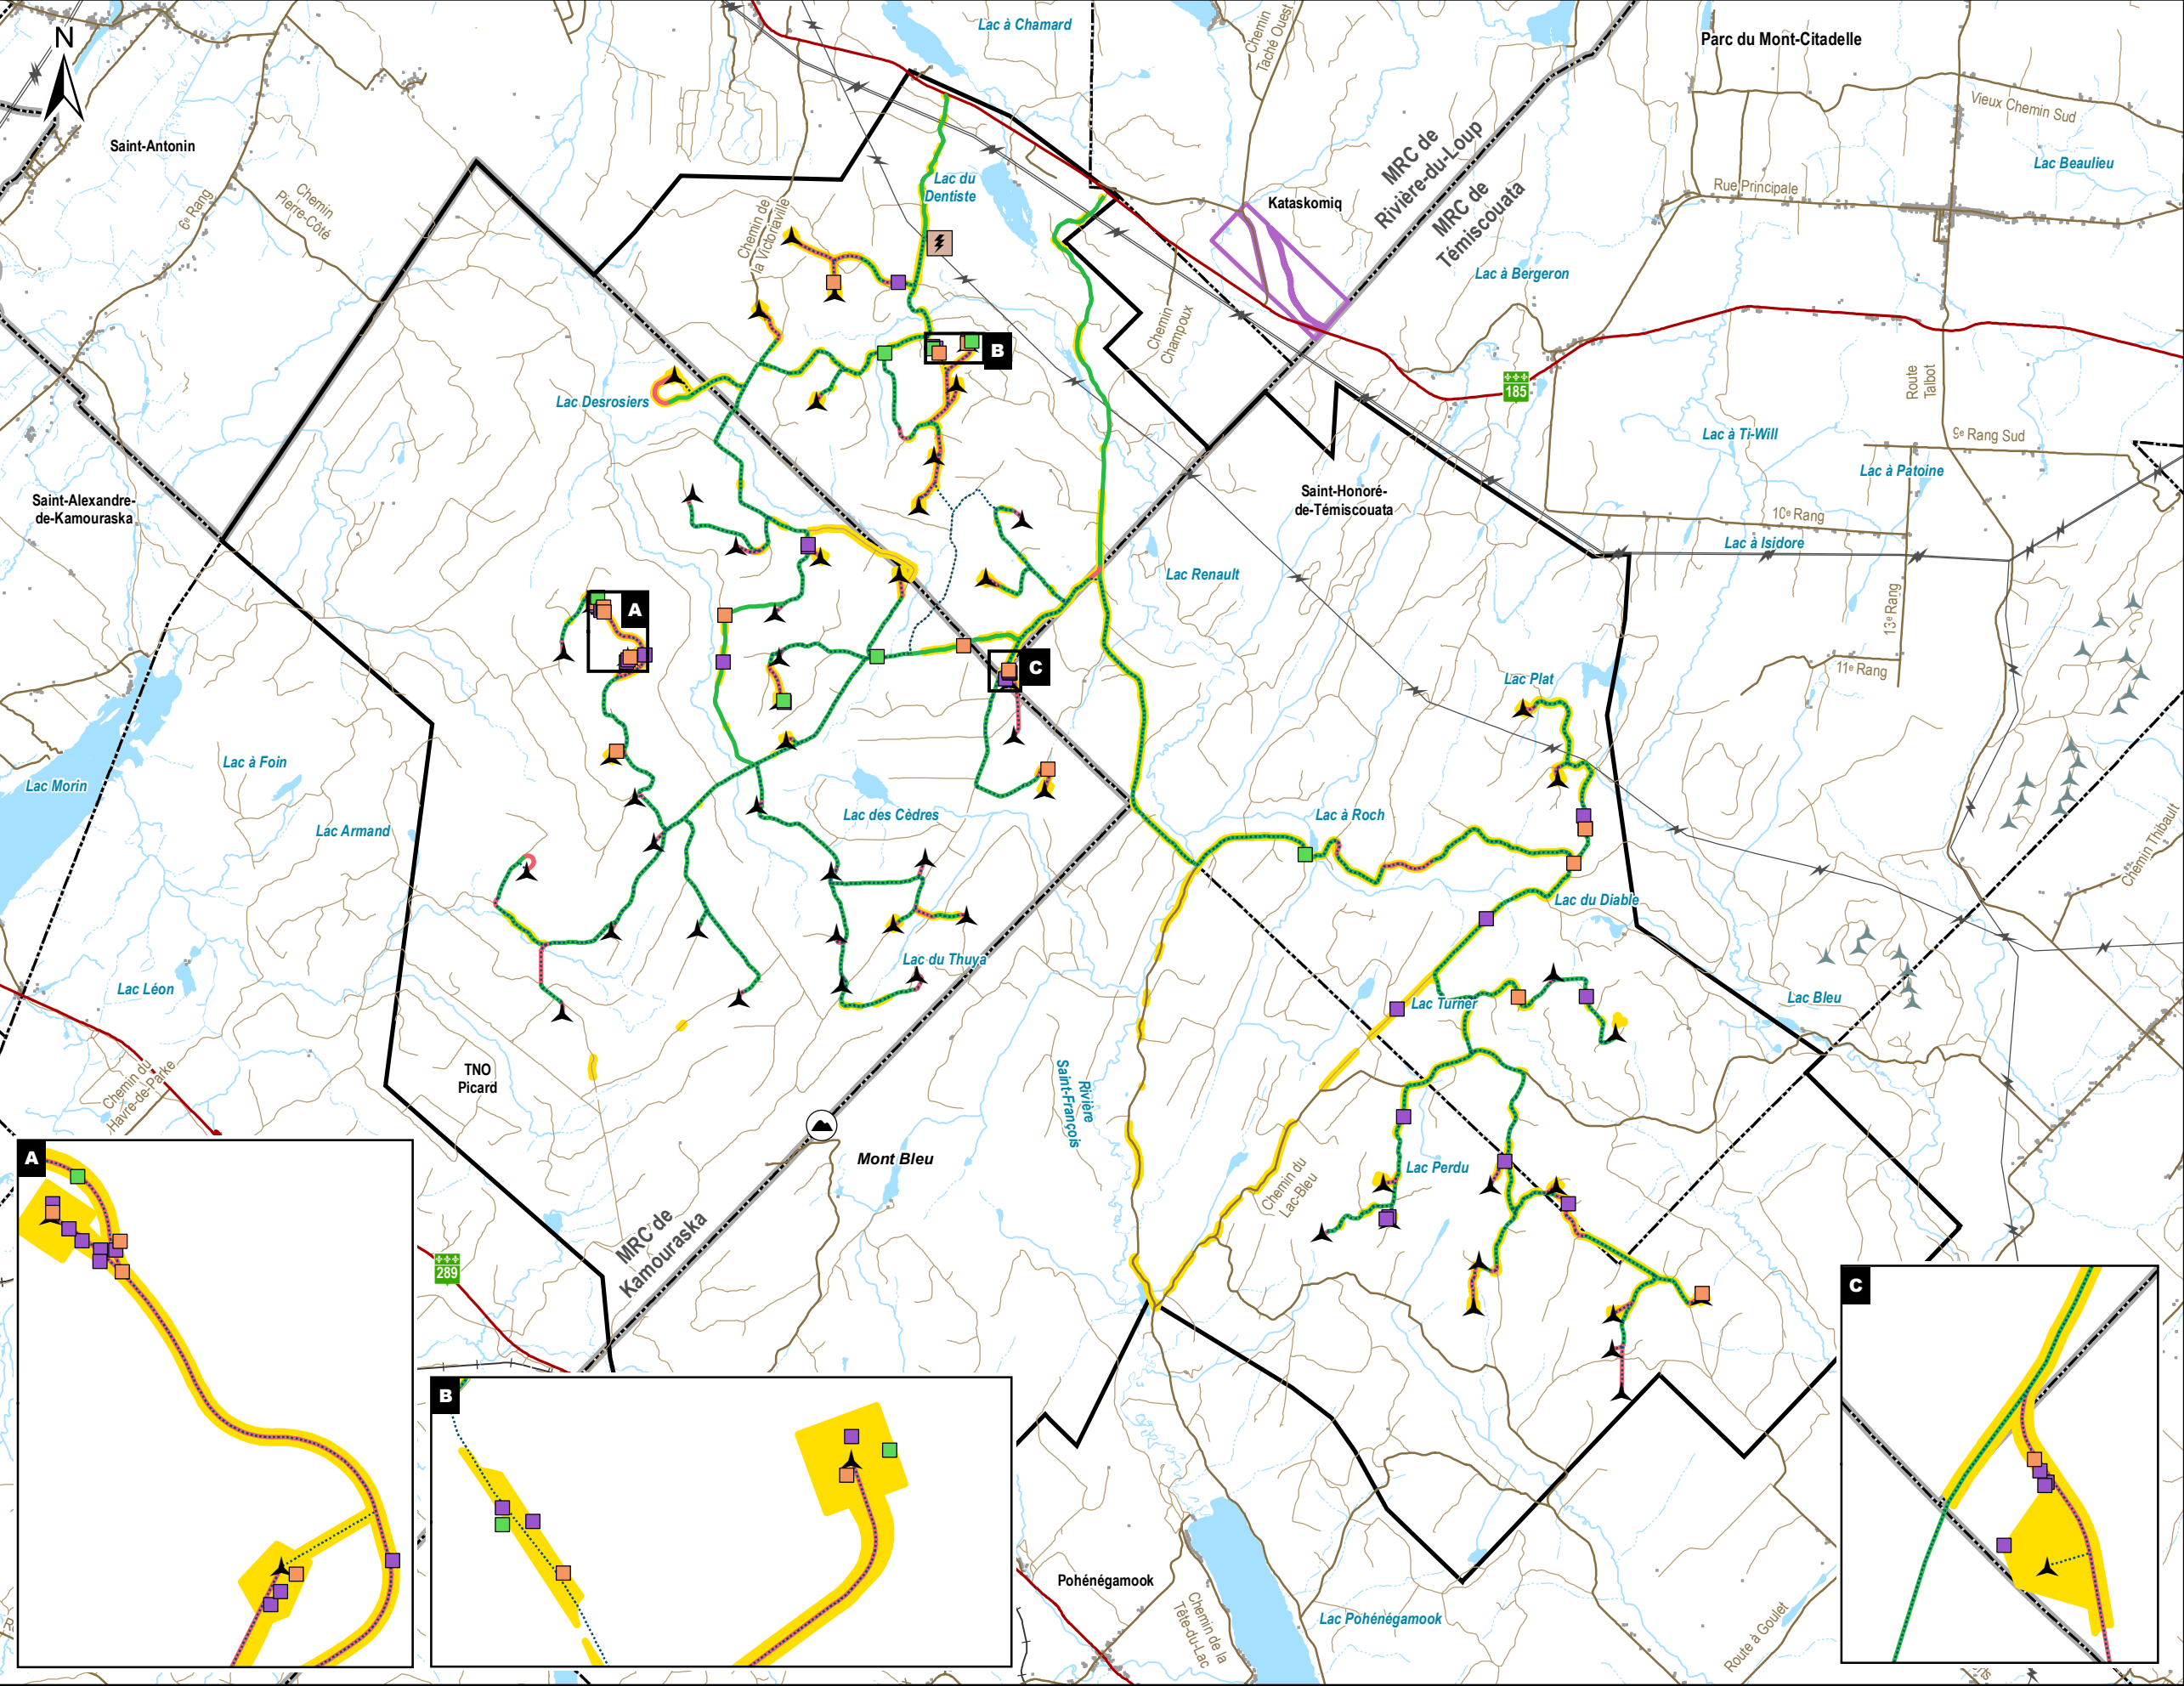 N
Lac à Chamard
Chemin
Taché Ouest
Parc du Mont-Citadelle
Vieux Chemin Sud
Saint-Antonin
MRC de
Rivière-du-Loup
MRC de
Témiscouata
Lac Beaulieu
6e Rang
Chemin
Pierre-Côté
Lac du
Dentiste
Rue Principale
Kataskomiq
Chemin de
la Victoriaville
Lac à Bergeron
Chemin
Champoux
B
185
Route
Talbot
Lac Desrosiers
Lac à Ti-Will
9e Rang Sud
Lac à Patoine
Saint-Alexandre-
de-Kamouraska
Saint-Honoré-
de-Témiscouata
10e Rang
Lac à Isidore
Lac Renault
A
13e Rang
C
11e Rang
Lac Plat
Lac à Foin
Lac Morin
Lac Armand
Lac des Cèdres
Lac à Roch
Chemin Thibault
Lac du Diable
Lac du Thuya
Lac Léon
Lac Turner
Lac Bleu
TNO
Picard
Chemin du
Havre-de-Parke
Rivière
Saint-François
Mont Bleu
Chemin du
Lac-Bleu
Lac Perdu
A
MRC de
Kamouraska
289
C
B
Pohénégamook
Chemin de la
Tête-du-Lac
Lac Pohénégamook
Route à Goulet